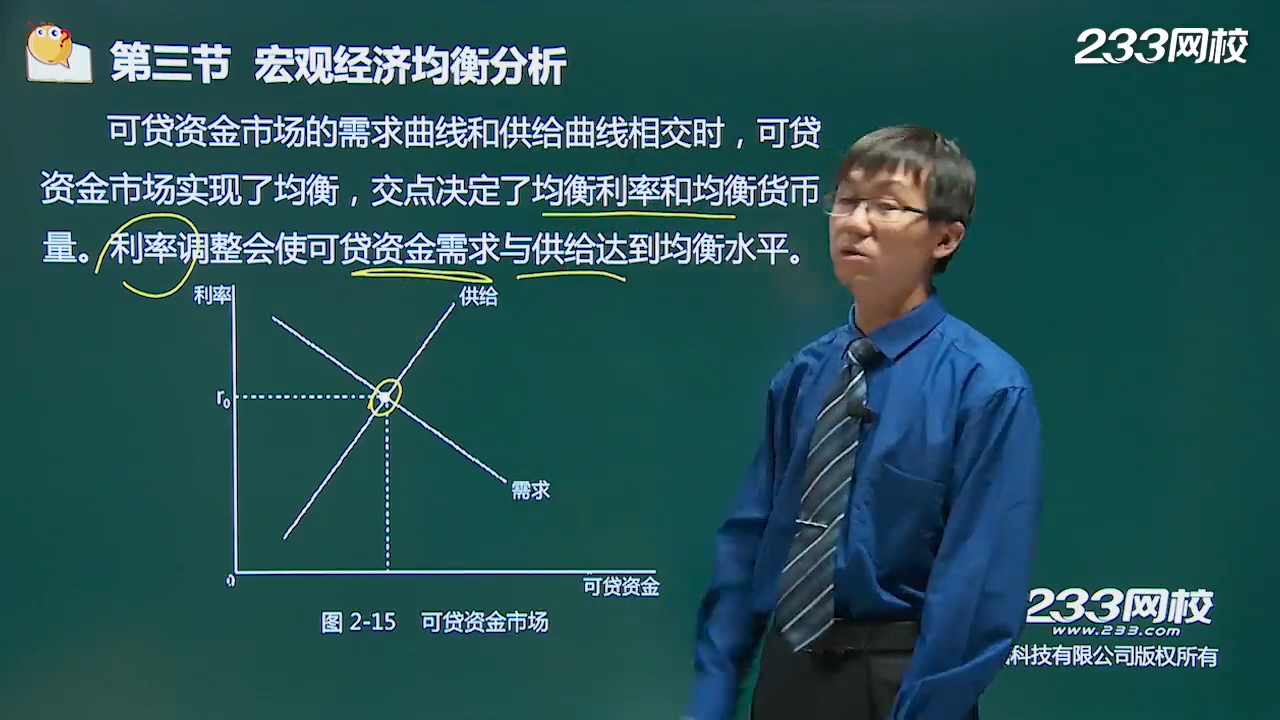 第三节 宏观经济均衡分析
233网校
可贷资金市场的需求曲线和供给曲线相交时，可贷
资金市场实现了均衡，交点决定了均衡利率和均衡货币
量。利率调整会使可贷资金需求与供给达到均衡水平。
利率
供给
r₀
需求
0
可贷资金
图 2-15 可贷资金市场
233网校
www.233.com
科技有限公司版权所有